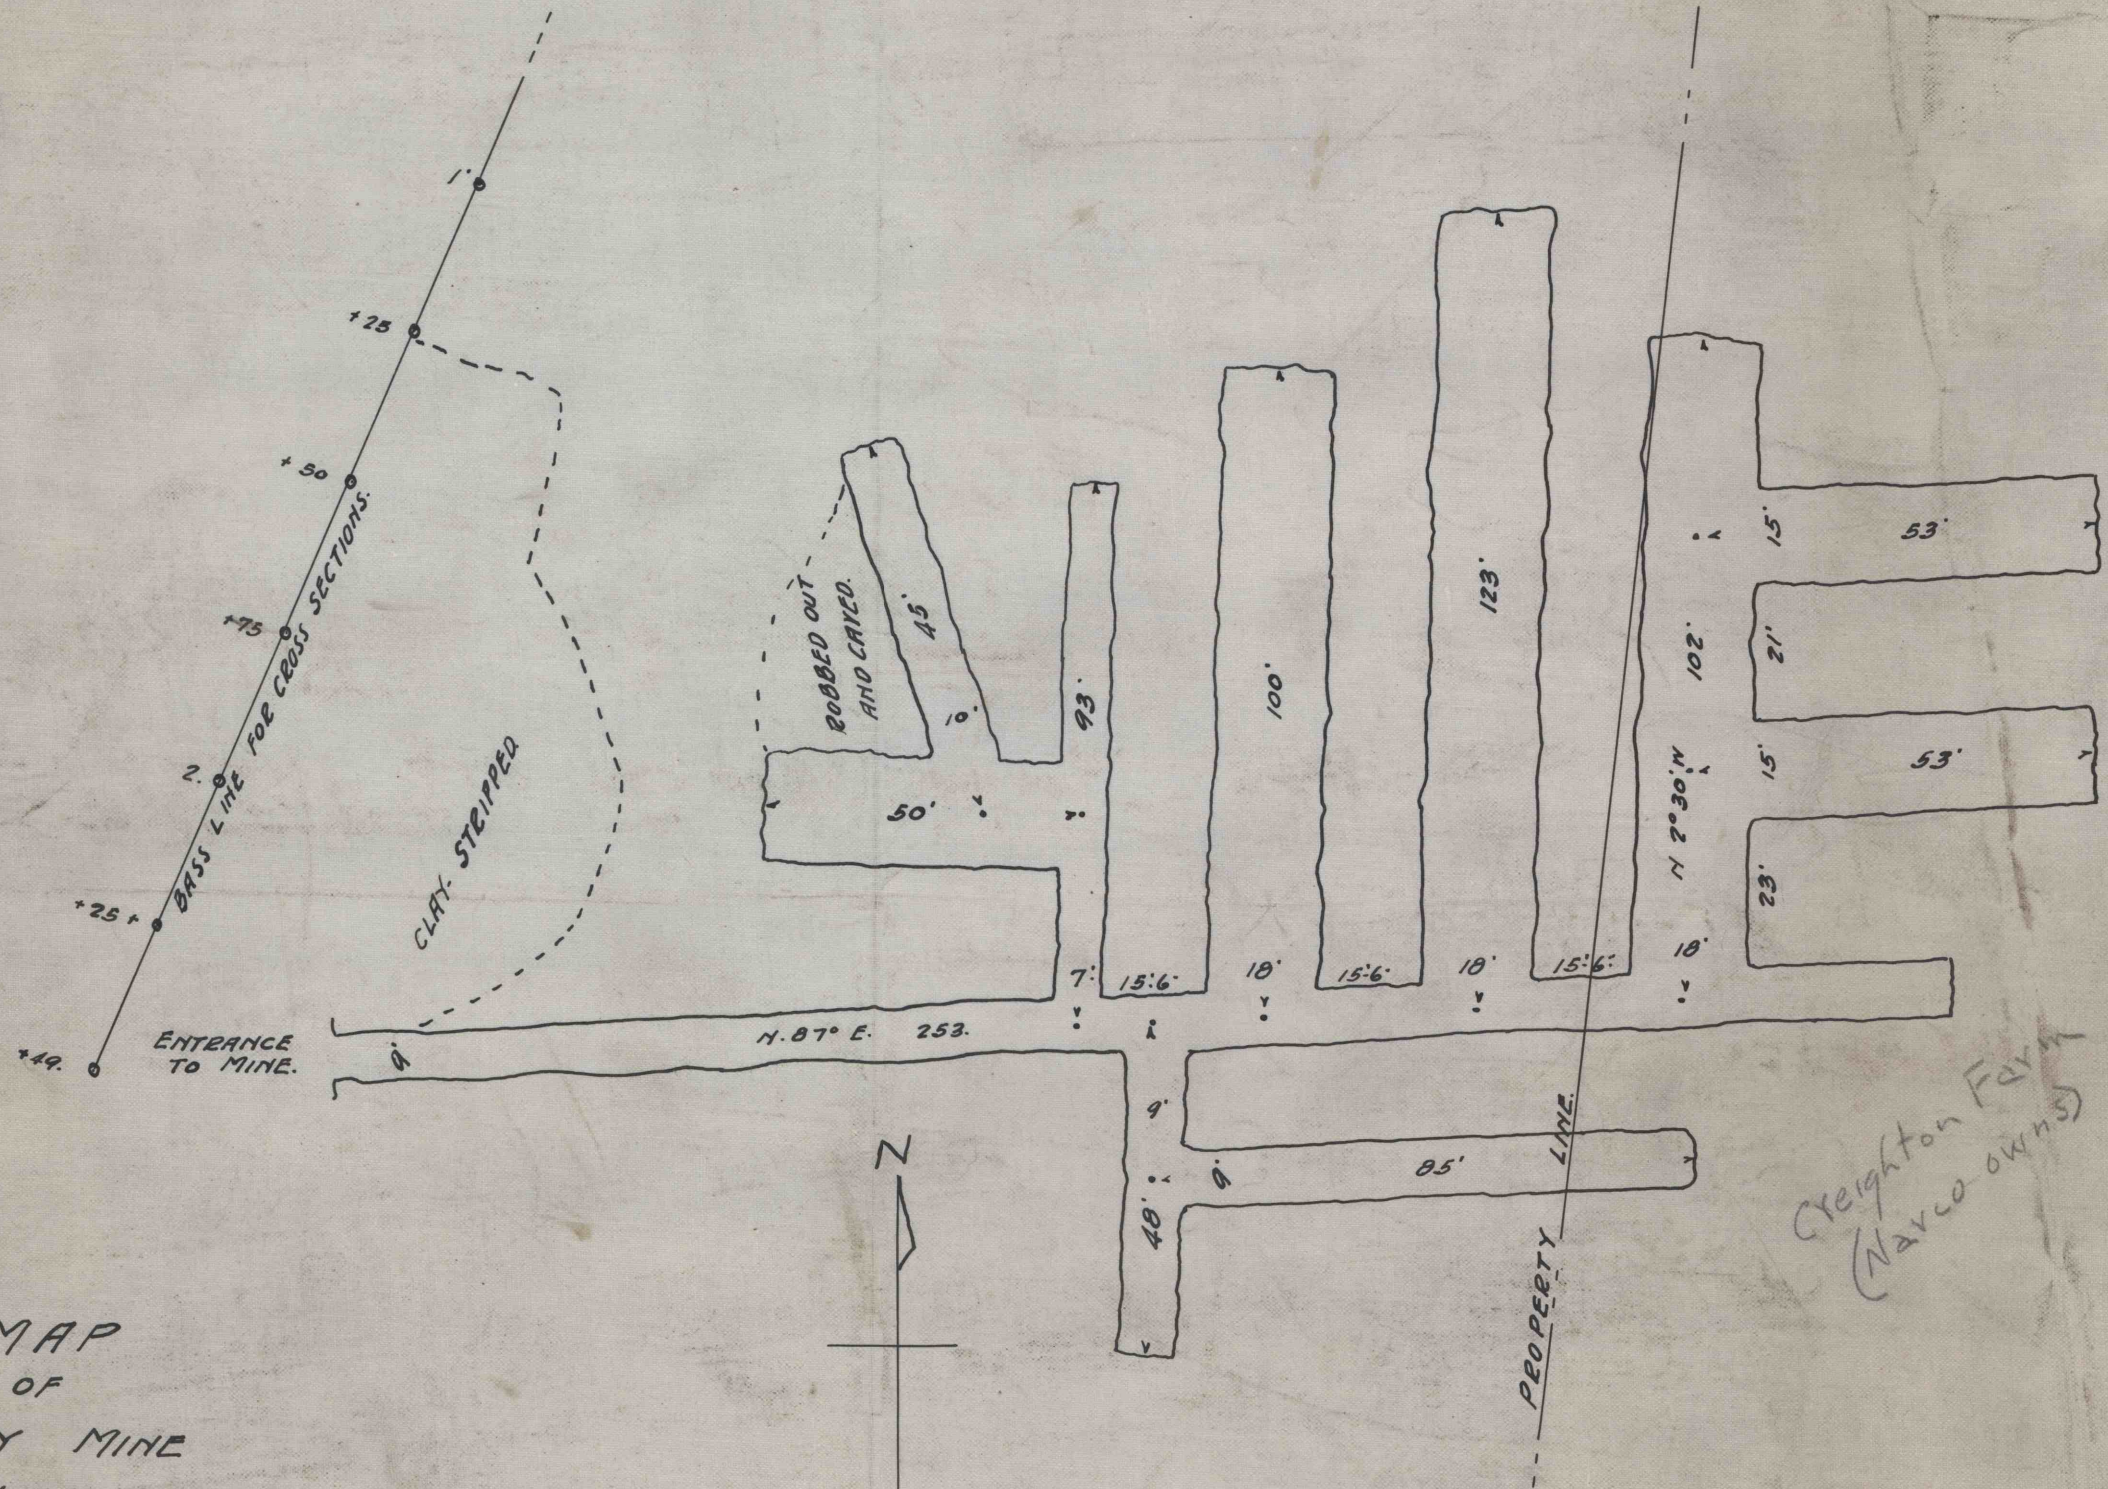 1.
+25
+50
+75
2.
+25+
+49.
BASS LINE FOR CROSS SECTIONS.
CLAY-STRIPPED
ENTRANCE
TO MINE.
9'
N. 87° E. 253.
ROBBED OUT
AND CAVED.
45'
10'
50'
93'
7'
15'6"
100'
18'
15'6"
123'
18'
15'6"
102'
N 2° 30' W
18'
15'
53'
21'
15'
53'
23'
9'
48'
9'
85'
PROPERTY LINE.
Creighton Farm
(Narco owns)
N
MAP
OF
Y MINE